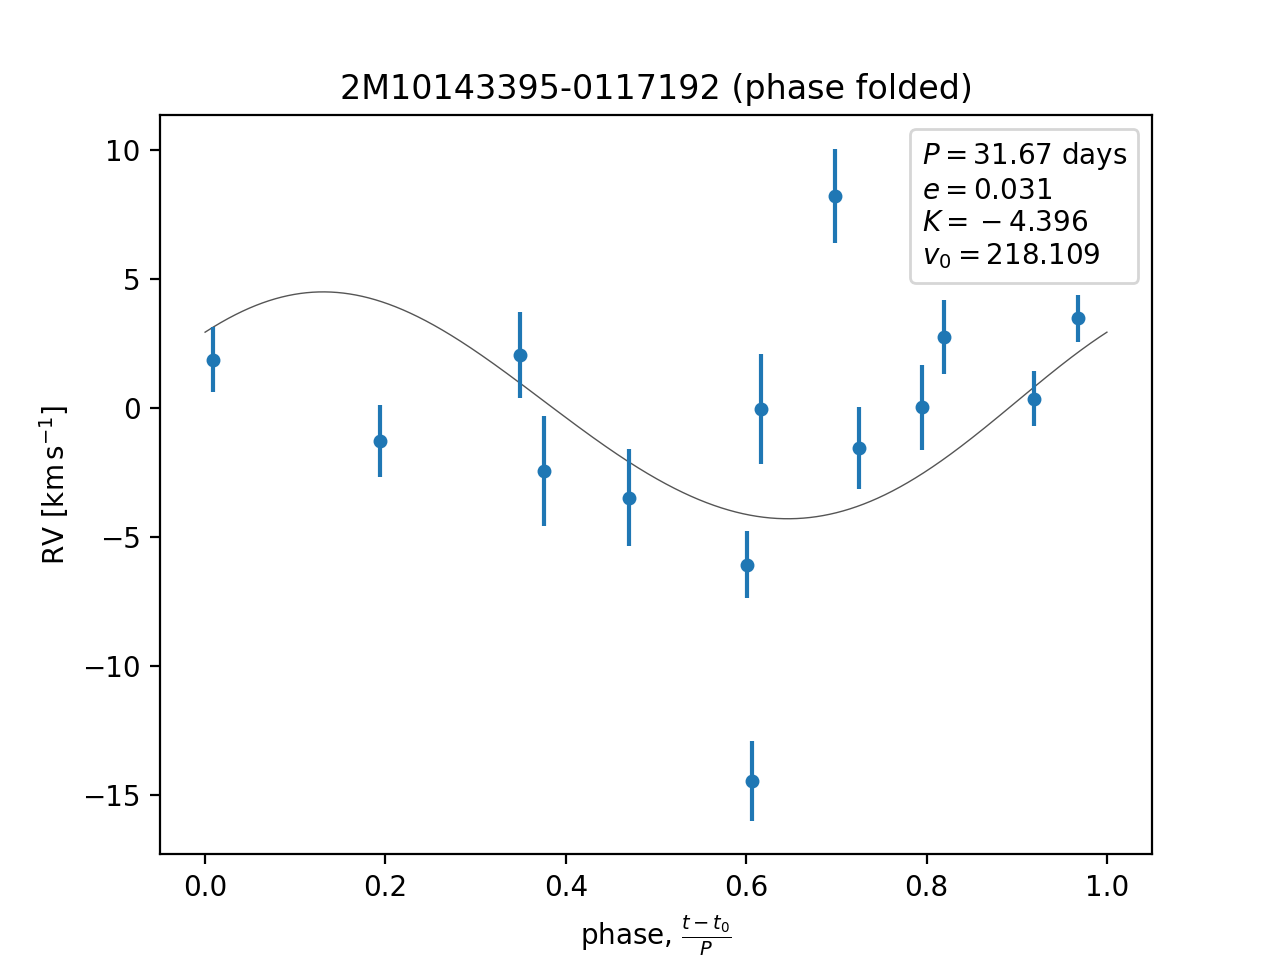 2M10143395-0117192 (phase folded)
P = 31.67 days
e = 0.031
K = −4.396
v₀ = 218.109
RV [km s⁻¹]
10
5
0
−5
−10
−15
0.0 0.2 0.4 0.6 0.8 1.0
phase, (t − t₀)/P